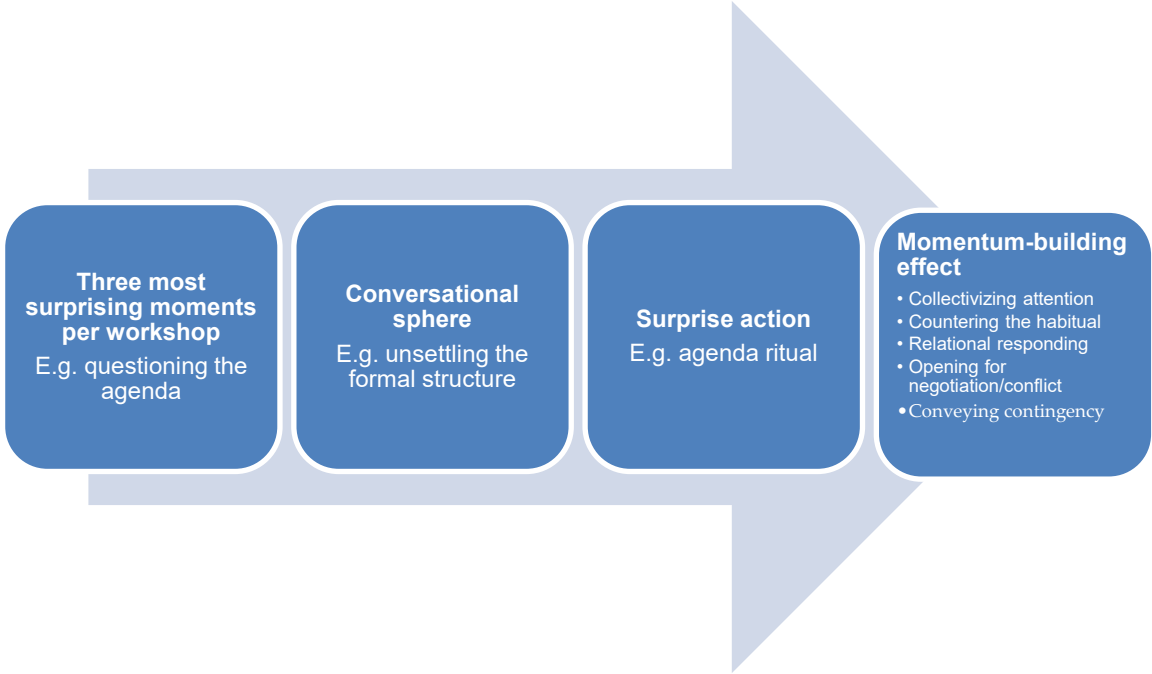 Three most
surprising moments
per workshop
E.g. questioning the
agenda
Conversational
sphere
E.g. unsettling the
formal structure
Surprise action
E.g. agenda ritual
Momentum-building
effect
• Collectivizing attention
• Countering the habitual
• Relational responding
• Opening for
negotiation/conflict
• Conveying contingency